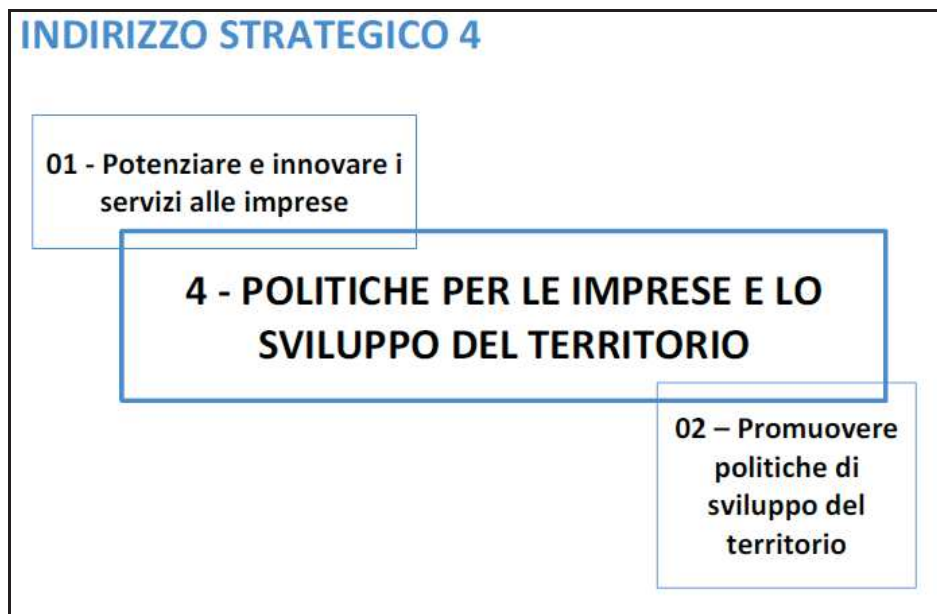 INDIRIZZO STRATEGICO 4
01 - Potenziare e innovare i
servizi alle imprese
4 - POLITICHE PER LE IMPRESE E LO
SVILUPPO DEL TERRITORIO
02 – Promuovere
politiche di
sviluppo del
territorio